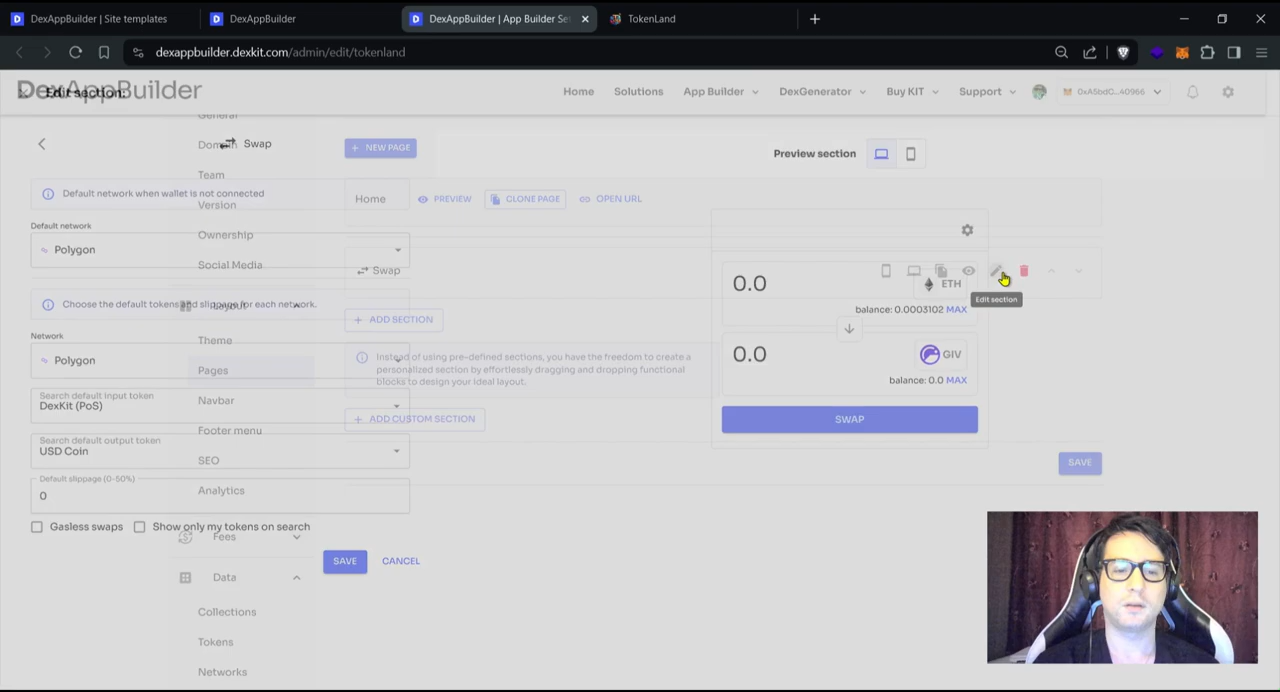 DexAppBuilder | Site templates
DexAppBuilder
DexAppBuilder | App Builder Se
TokenLand
dexappbuilder.dexkit.com/admin/edit/tokenland
DexAppBuilder
Edit section:
Home
Solutions
App Builder
DexGenerator
Buy KIT
Support
0xA5bdG...40966
General
Domain
Swap
NEW PAGE
Preview section
Team
Default network when wallet is not connected
Version
Home
PREVIEW
CLONE PAGE
OPEN URL
Default network
Ownership
Polygon
Social Media
Swap
0.0
ETH
Edit section
balance: 0.0003102 MAX
Choose the default tokens and slippage for each network.
Layout
ADD SECTION
Network
Theme
Polygon
Pages
Instead of using pre-defined sections, you have the freedom to create a
personalized section by effortlessly dragging and dropping functional
blocks to design your ideal layout.
0.0
GIV
balance: 0.0 MAX
Search default input token
DexKit (PoS)
Navbar
ADD CUSTOM SECTION
SWAP
Footer menu
Search default output token
USD Coin
SEO
SAVE
Default slippage (0-50%)
0
Analytics
Gasless swaps
Show only my tokens on search
Fees
SAVE
CANCEL
Data
Collections
Tokens
Networks